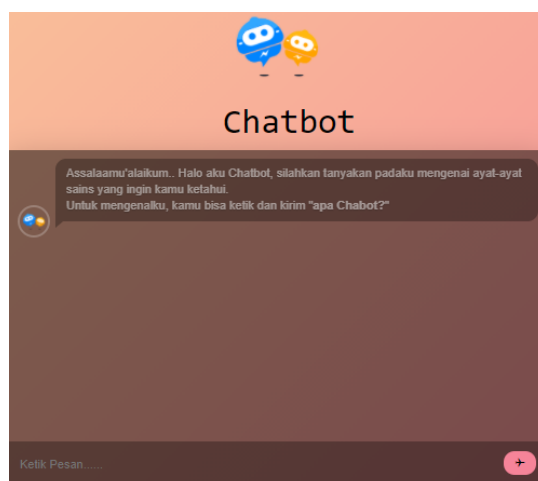 Chatbot
Assalaamu'alaikum.. Halo aku Chatbot, silahkan tanyakan padaku mengenai ayat-ayat
sains yang ingin kamu ketahui.
Untuk mengenalku, kamu bisa ketik dan kirim "apa Chabot?"
Ketik Pesan......